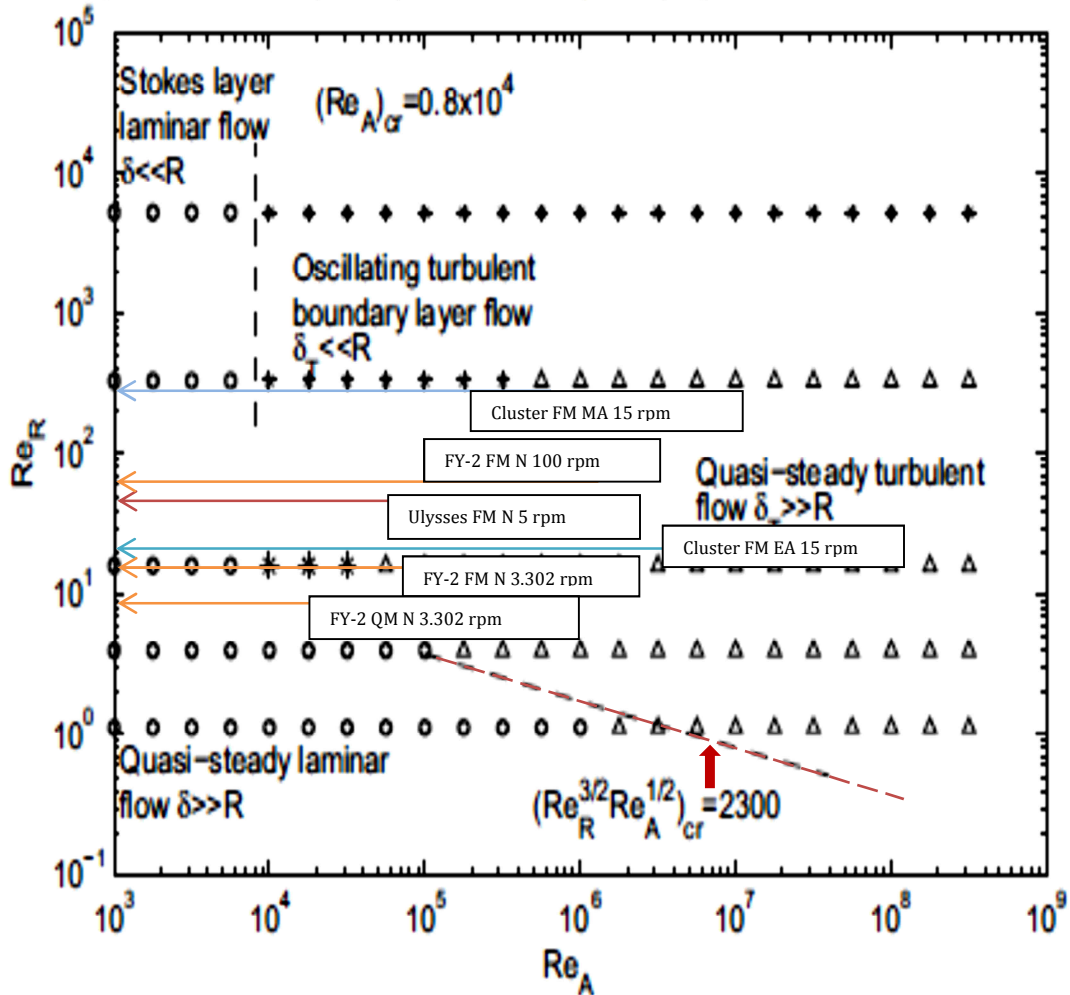 10^5
Stokes layer
laminar flow
δ<<R
(Re_A)_cr=0.8x10^4
10^4
Oscillating turbulent
boundary layer flow
δ_T<<R
10^3
Cluster FM MA 15 rpm
10^2
FY-2 FM N 100 rpm
Quasi-steady turbulent
flow δ_T>>R
Ulysses FM N 5 rpm
Cluster FM EA 15 rpm
FY-2 FM N 3.302 rpm
10^1
FY-2 QM N 3.302 rpm
10^0
Quasi-steady laminar
flow δ>>R
(Re_R^3/2 Re_A^1/2)_cr=2300
10^-1
10^3 10^4 10^5 10^6 10^7 10^8 10^9
Re_R
Re_A